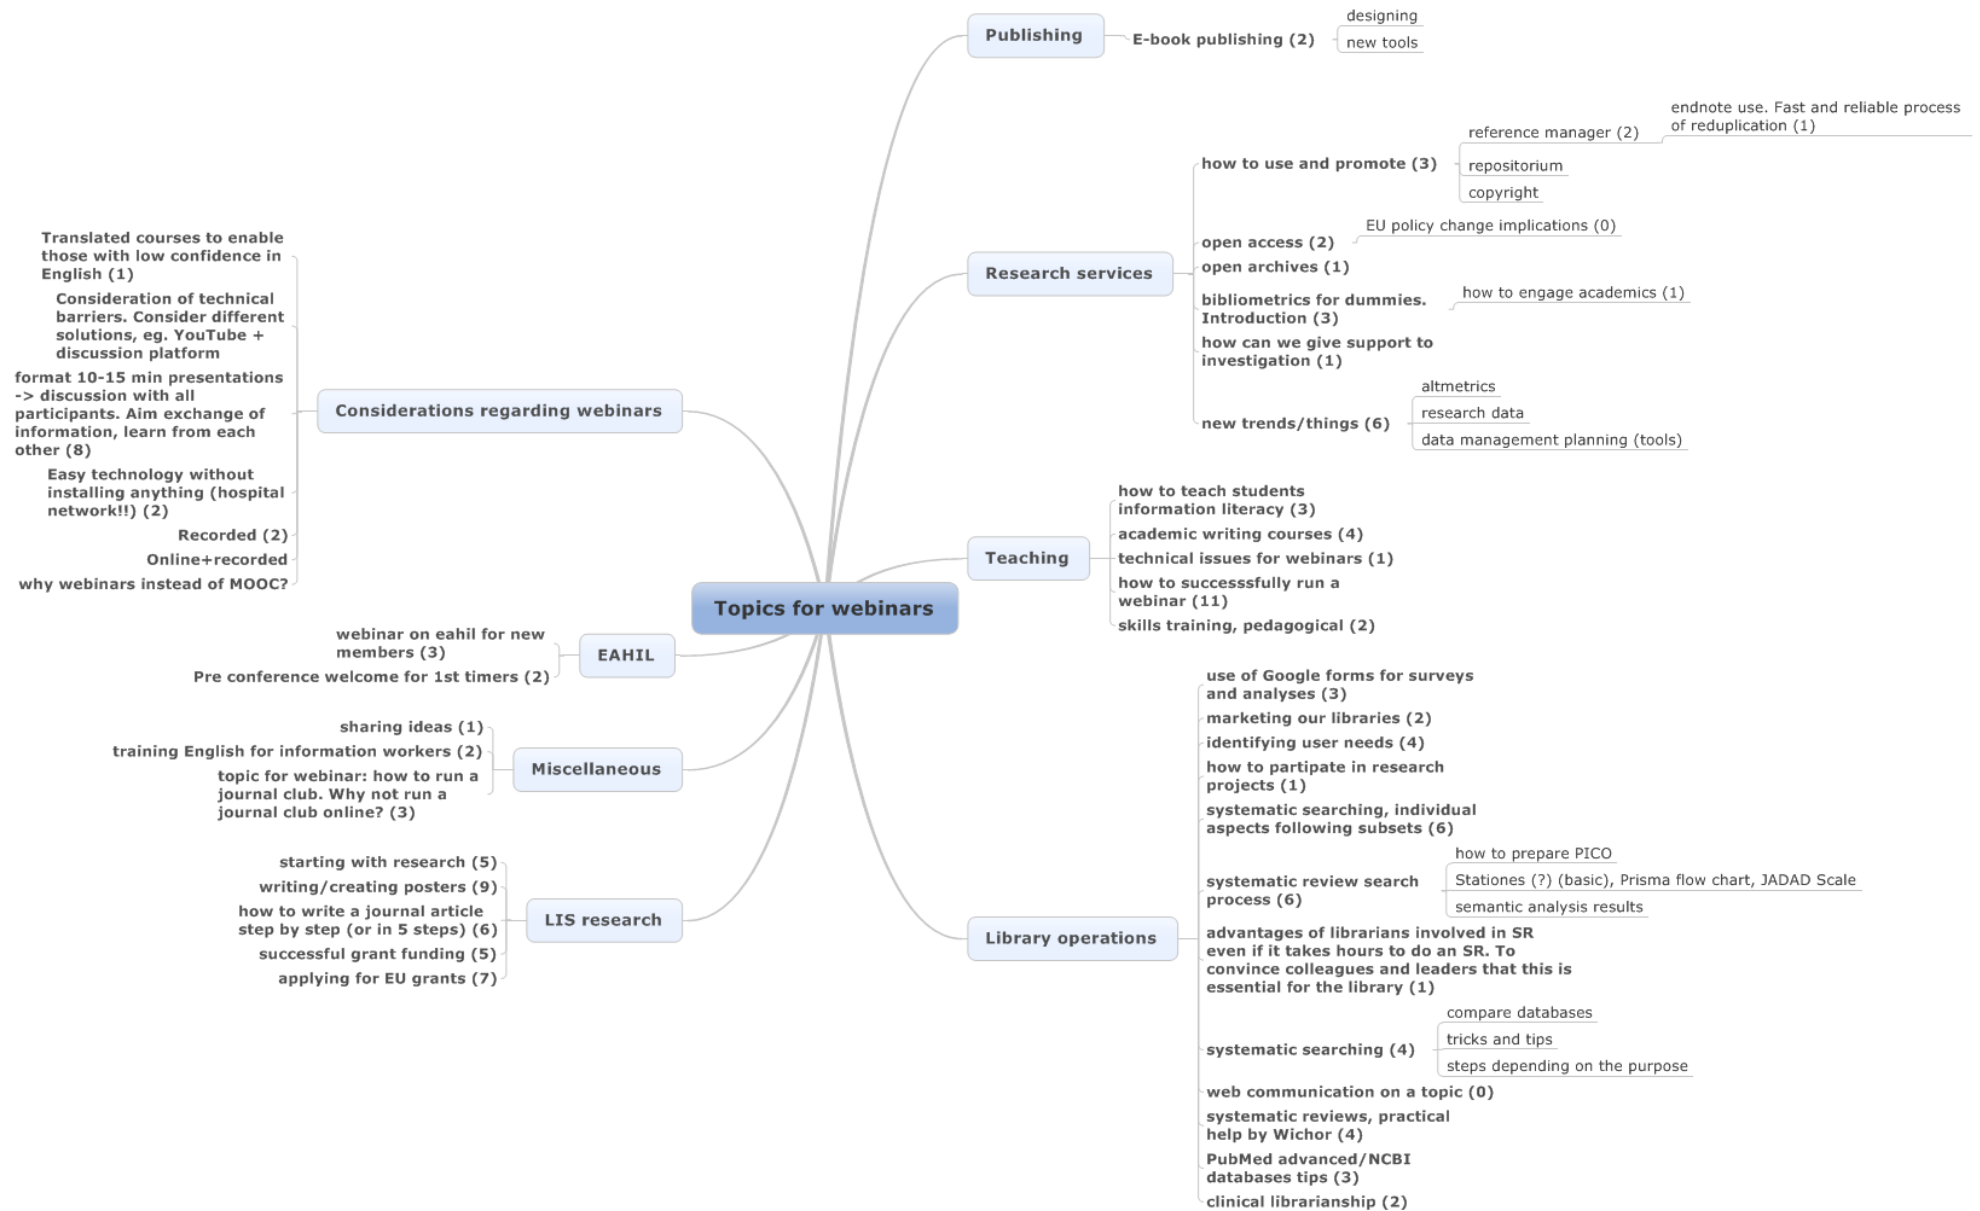 Topics for webinars
Publishing
E-book publishing (2)
designing
new tools
Research services
how to use and promote (3)
reference manager (2)
endnote use. Fast and reliable process
of reduplication (1)
repositorium
copyright
open access (2)
EU policy change implications (0)
open archives (1)
bibliometrics for dummies.
Introduction (3)
how to engage academics (1)
how can we give support to
investigation (1)
new trends/things (6)
altmetrics
research data
data management planning (tools)
Teaching
how to teach students
information literacy (3)
academic writing courses (4)
technical issues for webinars (1)
how to successsfully run a
webinar (11)
skills training, pedagogical (2)
Library operations
use of Google forms for surveys
and analyses (3)
marketing our libraries (2)
identifying user needs (4)
how to partipate in research
projects (1)
systematic searching, individual
aspects following subsets (6)
systematic review search
process (6)
how to prepare PICO
Stationes (?) (basic), Prisma flow chart, JADAD Scale
semantic analysis results
advantages of librarians involved in SR
even if it takes hours to do an SR. To
convince colleagues and leaders that this is
essential for the library (1)
systematic searching (4)
compare databases
tricks and tips
steps depending on the purpose
web communication on a topic (0)
systematic reviews, practical
help by Wichor (4)
PubMed advanced/NCBI
databases tips (3)
clinical librarianship (2)
Considerations regarding webinars
Translated courses to enable
those with low confidence in
English (1)
Consideration of technical
barriers. Consider different
solutions, eg. YouTube +
discussion platform
format 10-15 min presentations
-> discussion with all
participants. Aim exchange of
information, learn from each
other (8)
Easy technology without
installing anything (hospital
network!!) (2)
Recorded (2)
Online+recorded
why webinars instead of MOOC?
EAHIL
webinar on eahil for new
members (3)
Pre conference welcome for 1st timers (2)
Miscellaneous
sharing ideas (1)
training English for information workers (2)
topic for webinar: how to run a
journal club. Why not run a
journal club online? (3)
LIS research
starting with research (5)
writing/creating posters (9)
how to write a journal article
step by step (or in 5 steps) (6)
successful grant funding (5)
applying for EU grants (7)